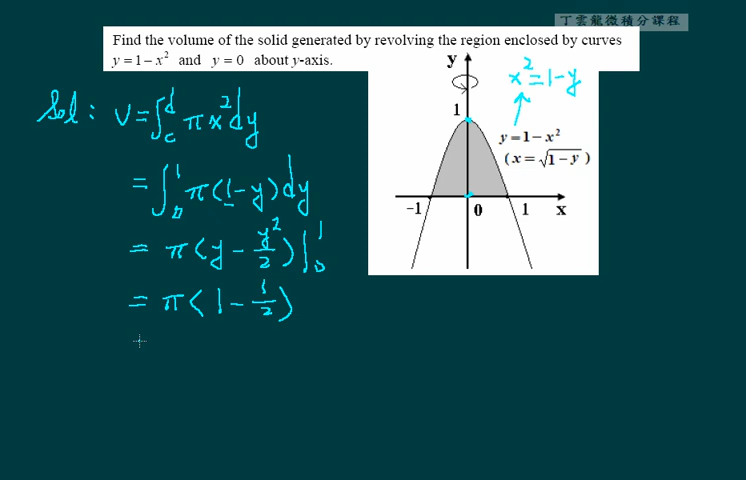 丁雲龍微積分課程
Find the volume of the solid generated by revolving the region enclosed by curves
y = 1 − x² and y = 0 about y-axis.
y
x² = 1 - y
1
y = 1 − x²
(x = √(1 − y))
-1
0
1
x
Sol : V = ∫_c^d π x² dy
= ∫_0^1 π (1 - y) dy
= π (y - y²/2) |_0^1
= π (1 - 1/2)